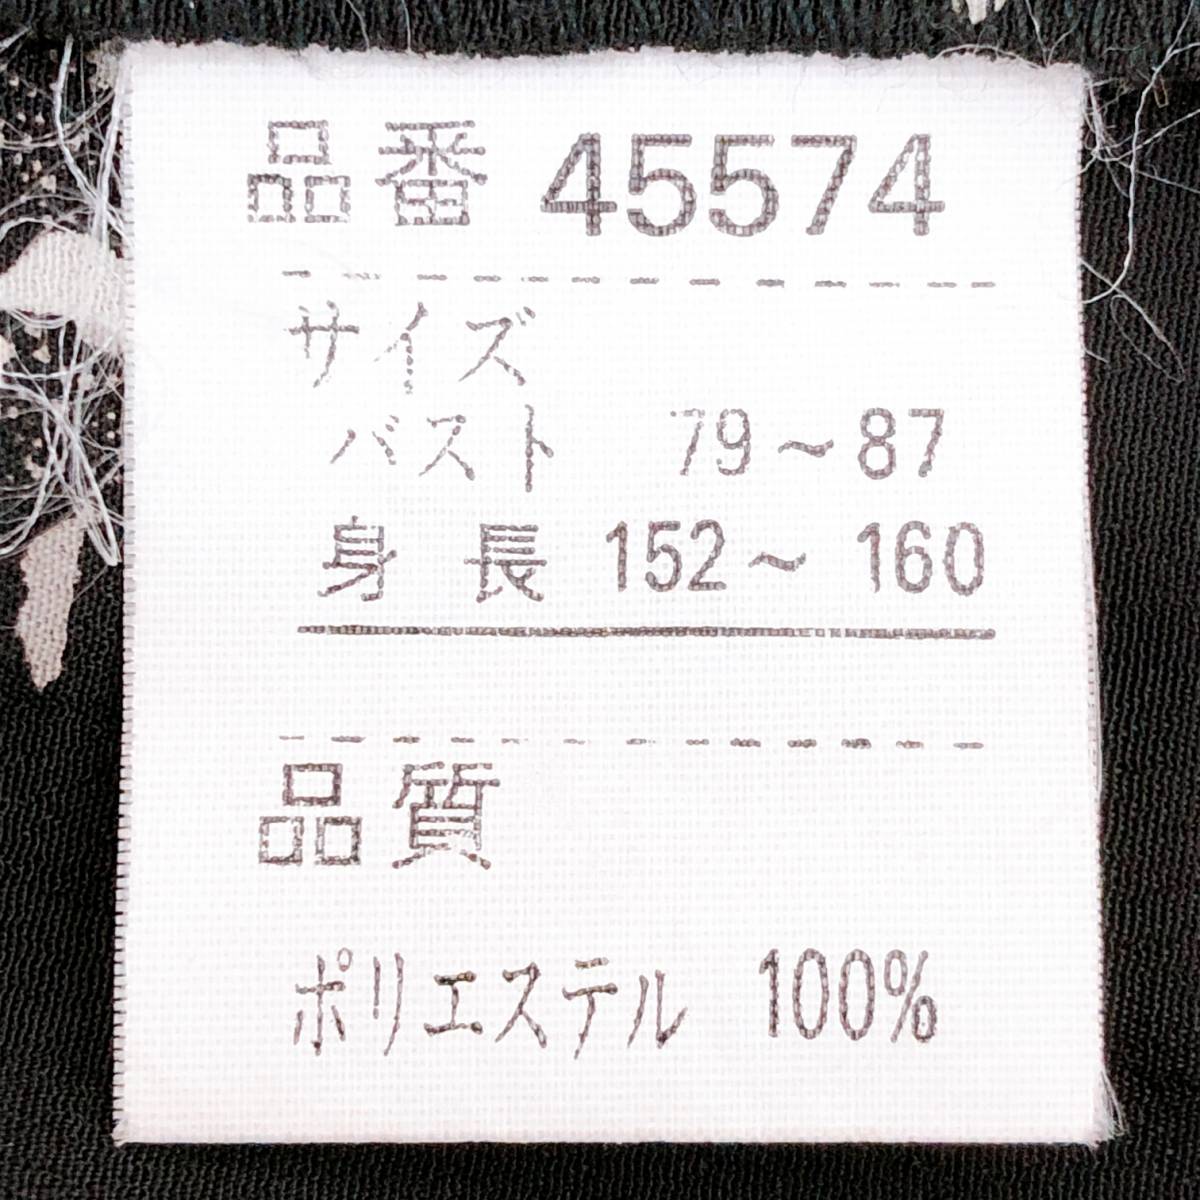 品番 45574
サイズ
バスト 79～87
身長 152～160
品質
ポリエステル 100%